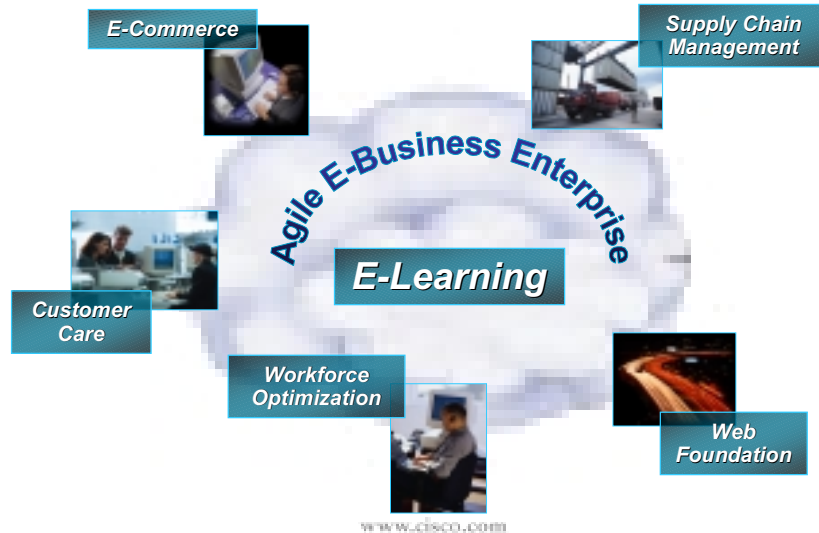 E-Commerce
Supply Chain
Management
Agile E-Business Enterprise
E-Learning
Customer
Care
Workforce
Optimization
Web
Foundation
www.cisco.com